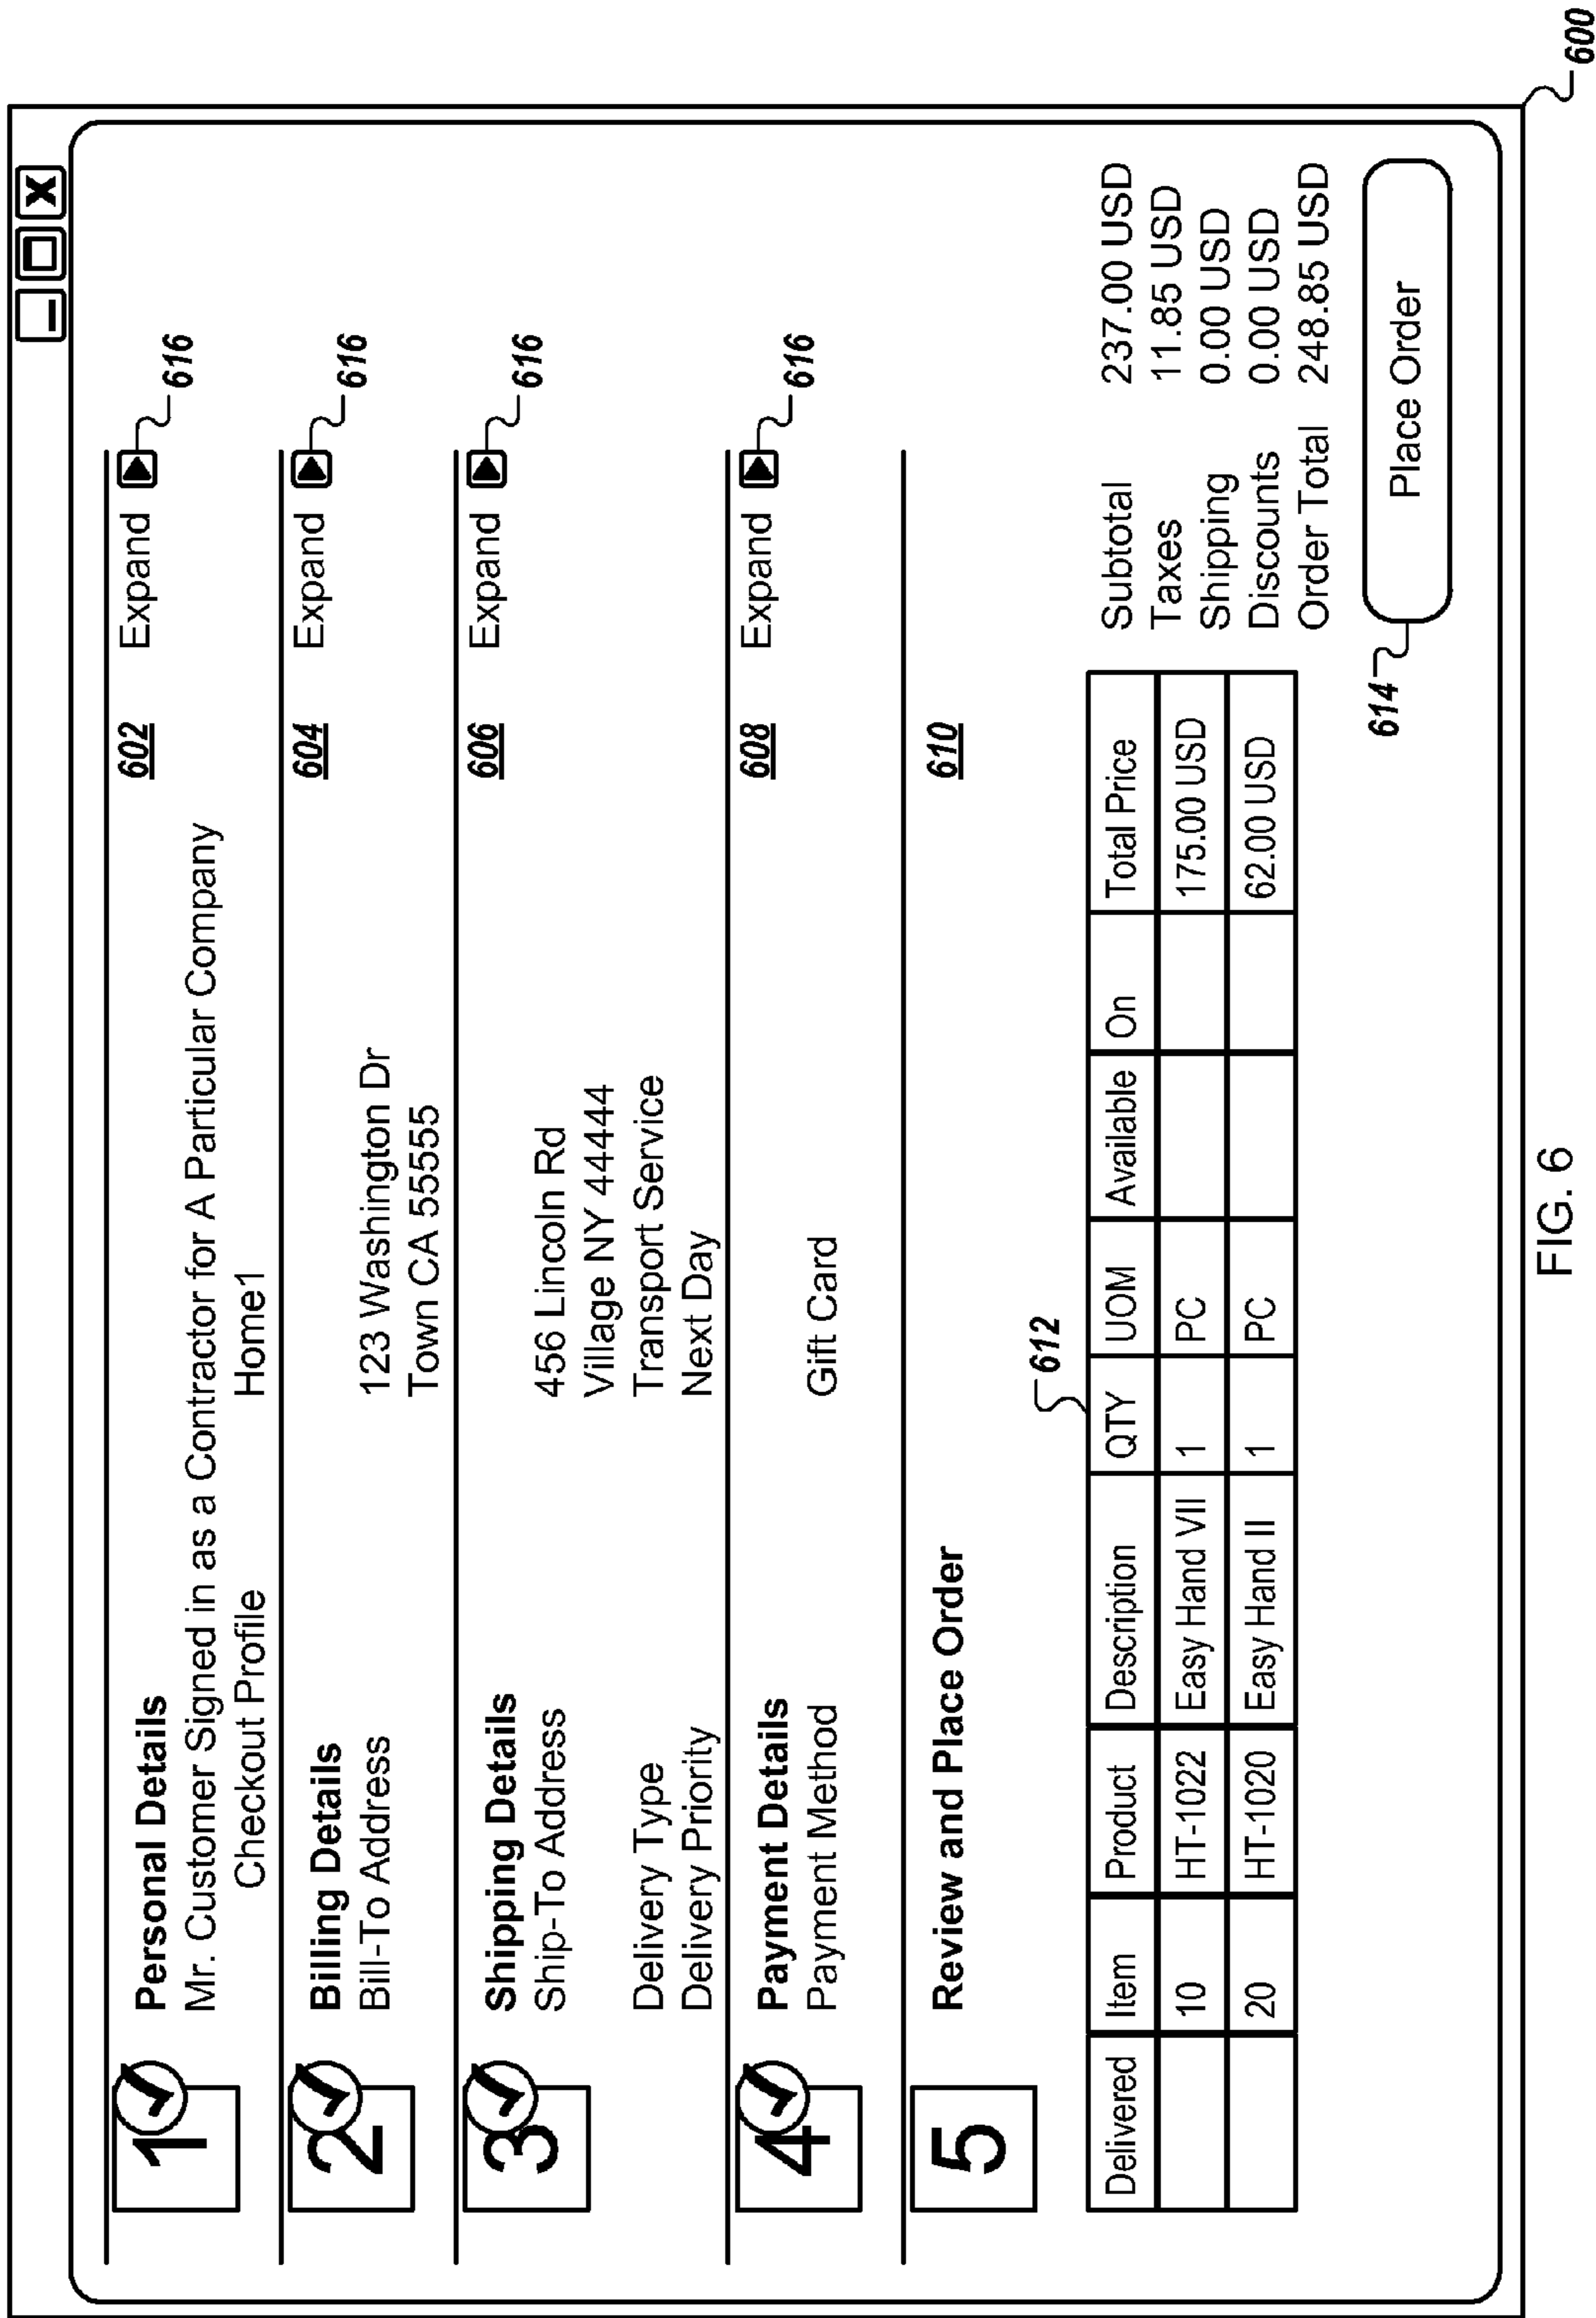 X
1 Personal Details 602 Expand 616
Mr. Customer Signed in as a Contractor for A Particular Company
Checkout Profile Home1
2 Billing Details 604 Expand 616
Bill-To Address 123 Washington Dr
Town CA 55555
3 Shipping Details 606 Expand 616
Ship-To Address 456 Lincoln Rd
Village NY 44444
Delivery Type Transport Service
Delivery Priority Next Day
4 Payment Details 608 Expand 616
Payment Method Gift Card
5 Review and Place Order 610
612
Delivered Item Product Description QTY UOM Available On Total Price
10 HT-1022 Easy Hand VII 1 PC 175.00 USD
20 HT-1020 Easy Hand II 1 PC 62.00 USD
Subtotal 237.00 USD
Taxes 11.85 USD
Shipping 0.00 USD
Discounts 0.00 USD
Order Total 248.85 USD
614 Place Order
600
FIG. 6